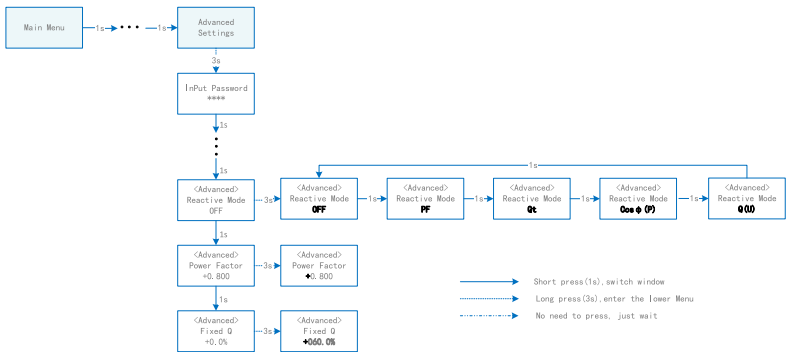 Main Menu
1s
•••
1s
Advanced
Settings
3s
InPut Password
****
1s
1s
1s
<Advanced>
Reactive Mode
OFF
3s
<Advanced>
Reactive Mode
OFF
1s
<Advanced>
Reactive Mode
PF
1s
<Advanced>
Reactive Mode
Qt
1s
<Advanced>
Reactive Mode
Cos φ (P)
1s
<Advanced>
Reactive Mode
Q(U)
1s
<Advanced>
Power Factor
+0.800
3s
<Advanced>
Power Factor
+0.800
1s
<Advanced>
Fixed Q
+0.0%
3s
<Advanced>
Fixed Q
+060.0%
Short press(1s),switch window
Long press(3s),enter the lower Menu
No need to press, just wait